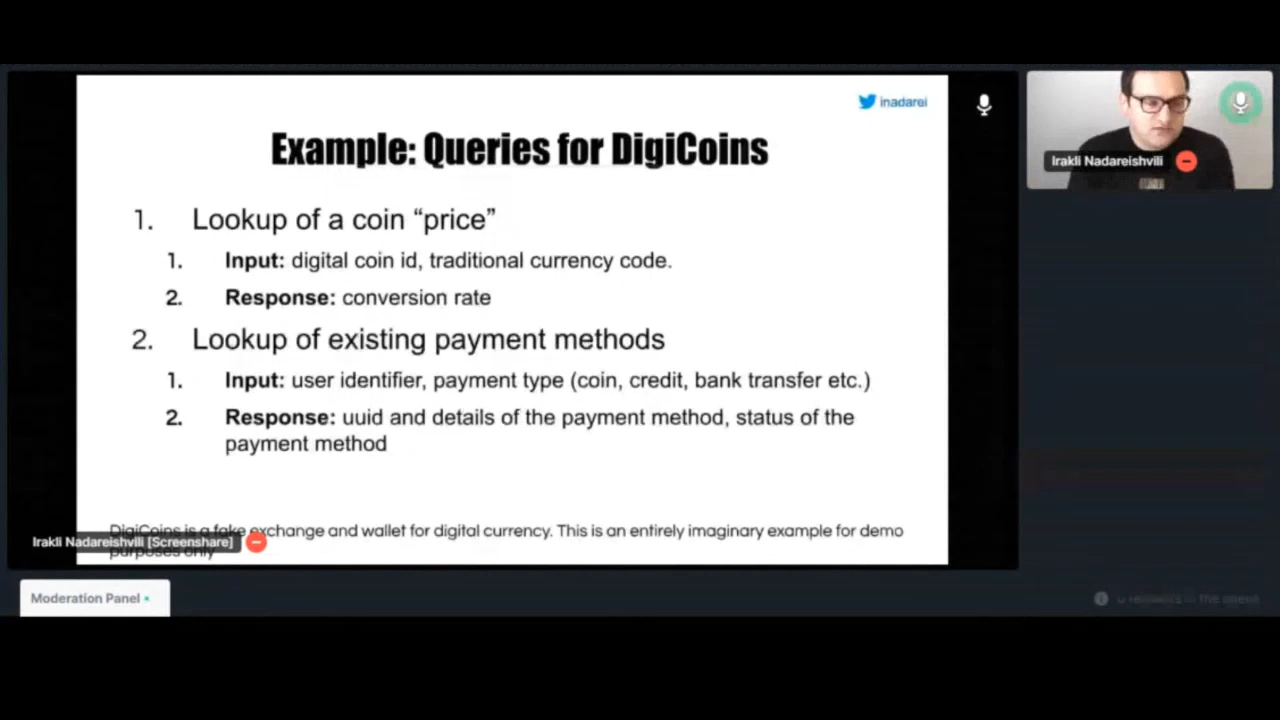 inadarei
Example: Queries for DigiCoins
1. Lookup of a coin “price”
1. Input: digital coin id, traditional currency code.
2. Response: conversion rate
2. Lookup of existing payment methods
1. Input: user identifier, payment type (coin, credit, bank transfer etc.)
2. Response: uuid and details of the payment method, status of the
payment method
DigiCoins is a fake exchange and wallet for digital currency. This is an entirely imaginary example for demo
purposes only
Irakli Nadareishvili [Screenshare]
Irakli Nadareishvili
Moderation Panel
in the queue